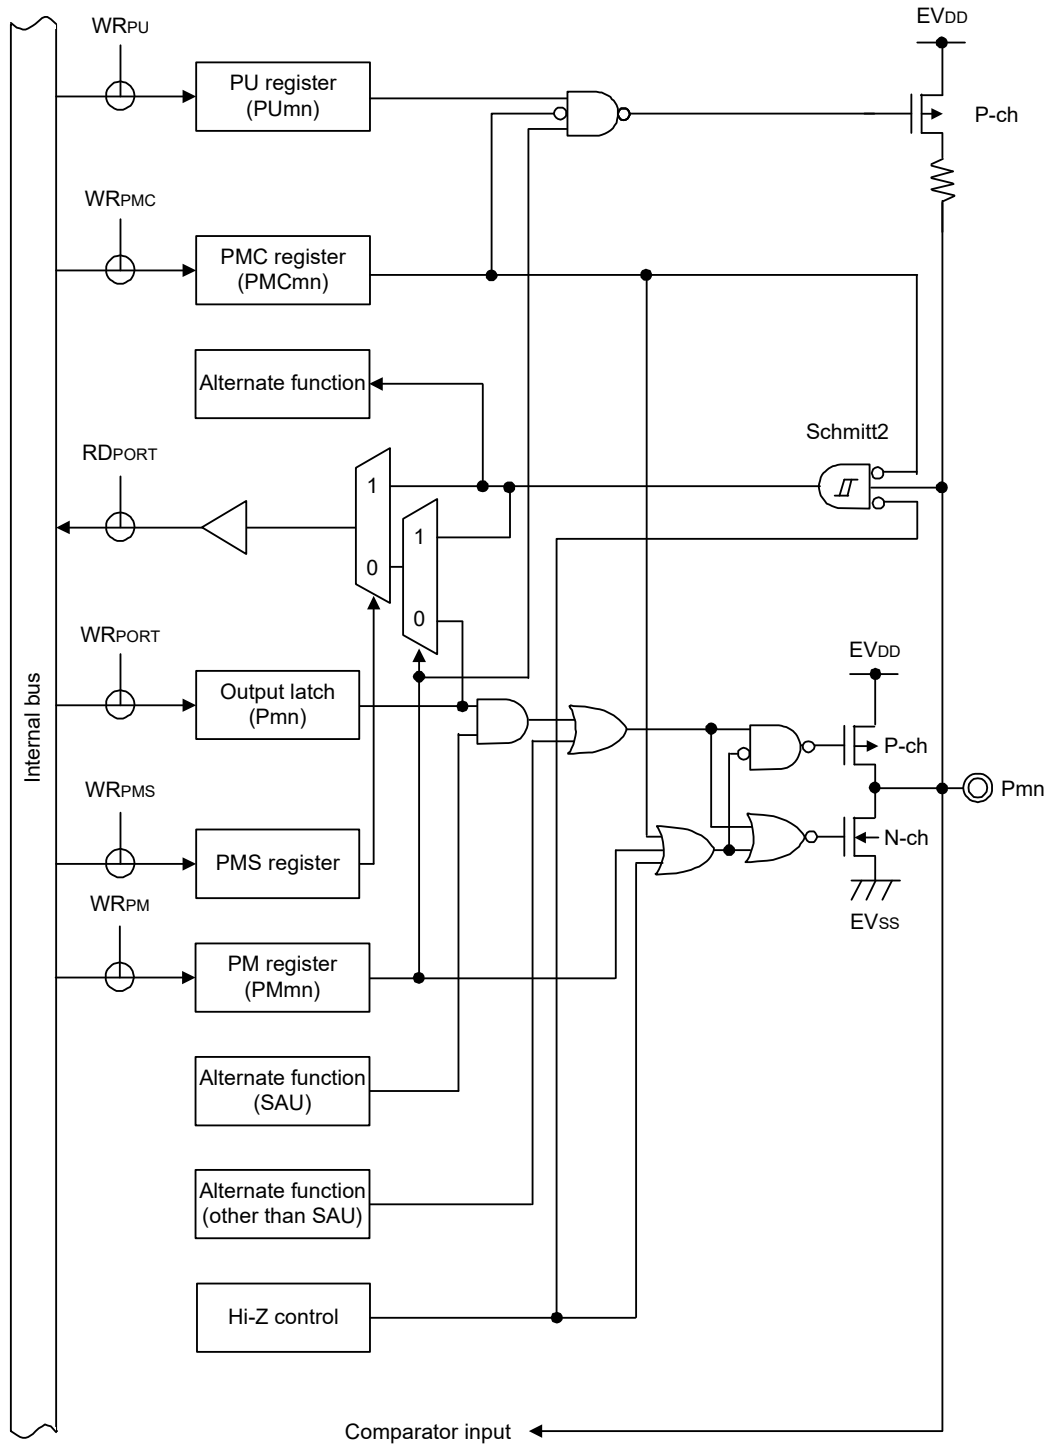 WRPU
EVDD
PU register
(PUmn)
P-ch
WRPMC
PMC register
(PMCmn)
Alternate function
Schmitt2
RDPORT
1
1
0
0
WRPORT
EVDD
Output latch
(Pmn)
Internal bus
P-ch
Pmn
WRPMS
N-ch
PMS register
WRPM
EVSS
PM register
(PMmn)
Alternate function
(SAU)
Alternate function
(other than SAU)
Hi-Z control
Comparator input